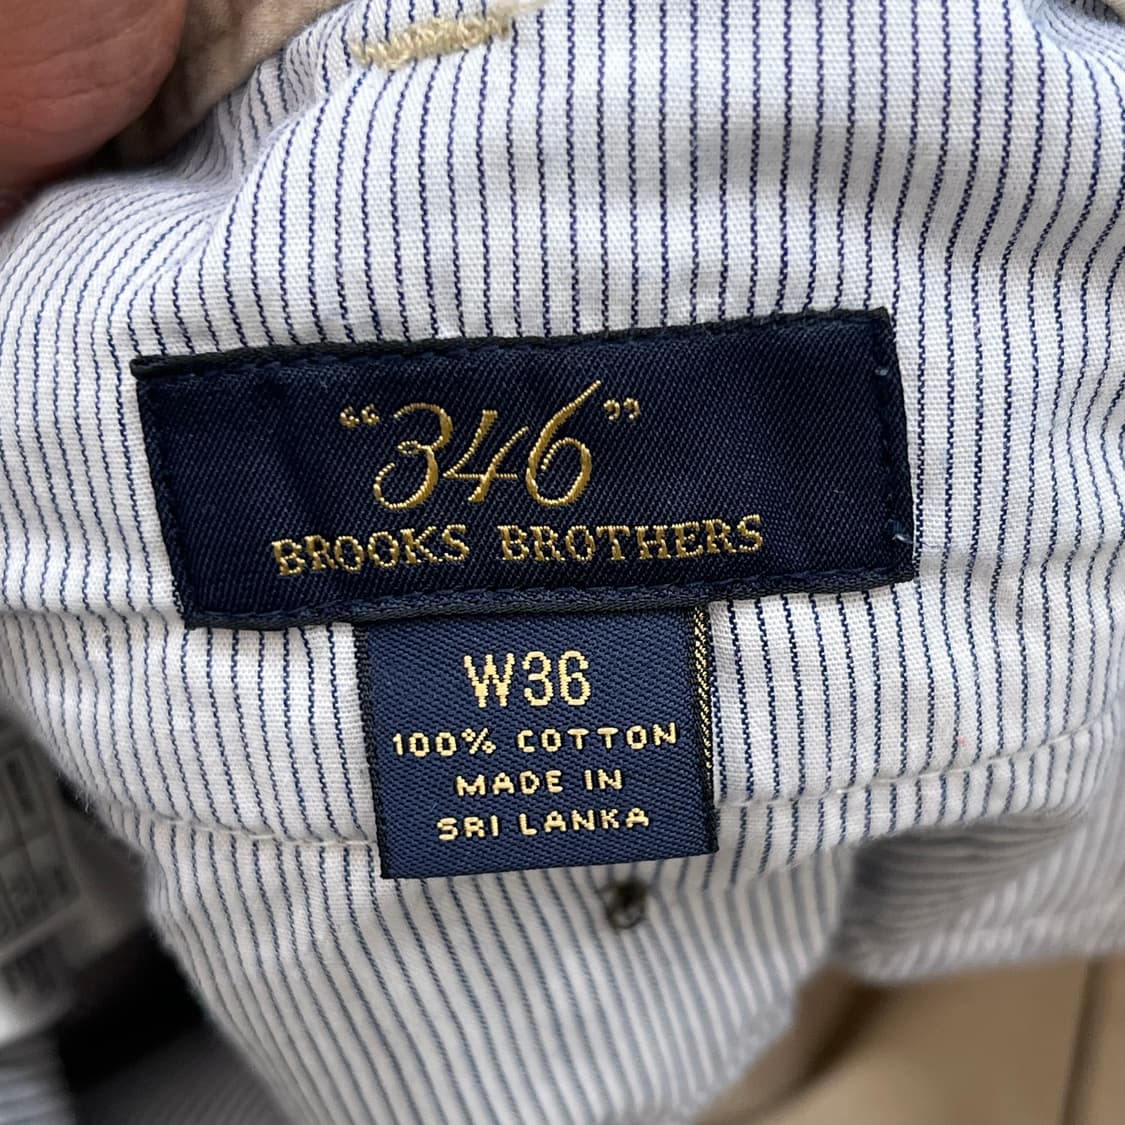 “346”
BROOKS BROTHERS
W36
100% COTTON
MADE IN
SRI LANKA